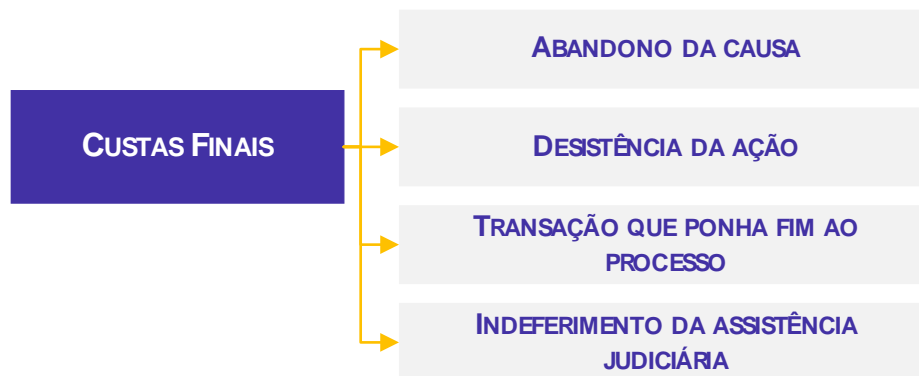 ABANDONO DA CAUSA
CUSTAS FINAIS
DESISTÊNCIA DA AÇÃO
TRANSAÇÃO QUE PONHA FIM AO
PROCESSO
INDEFERIMENTO DA ASSISTÊNCIA
JUDICIÁRIA